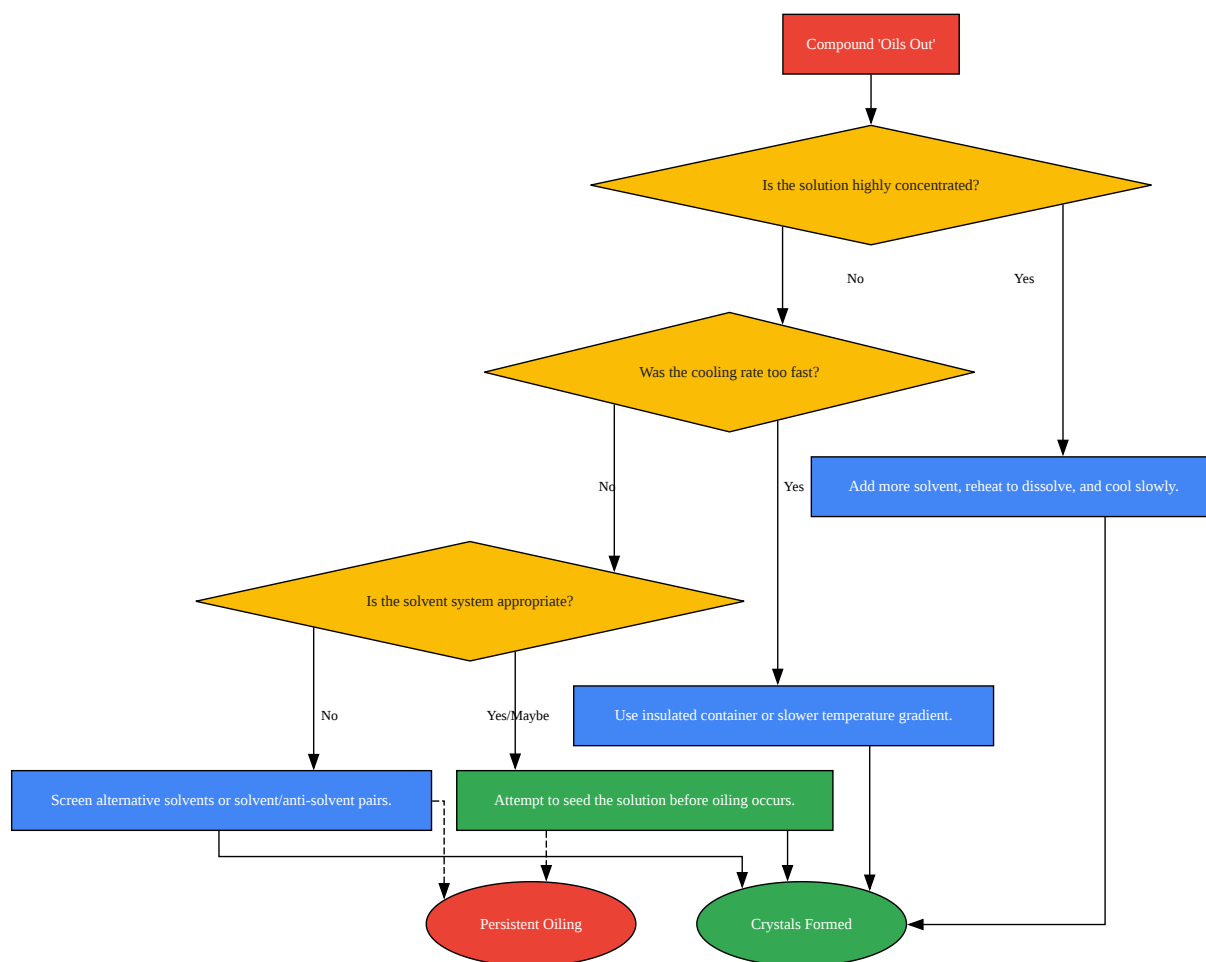 Compound 'Oils Out'
Is the solution highly concentrated?
No
Yes
Was the cooling rate too fast?
No
Yes
Add more solvent, reheat to dissolve, and cool slowly.
Is the solvent system appropriate?
No
Yes/Maybe
Use insulated container or slower temperature gradient.
Screen alternative solvents or solvent/anti-solvent pairs.
Attempt to seed the solution before oiling occurs.
Persistent Oiling
Crystals Formed